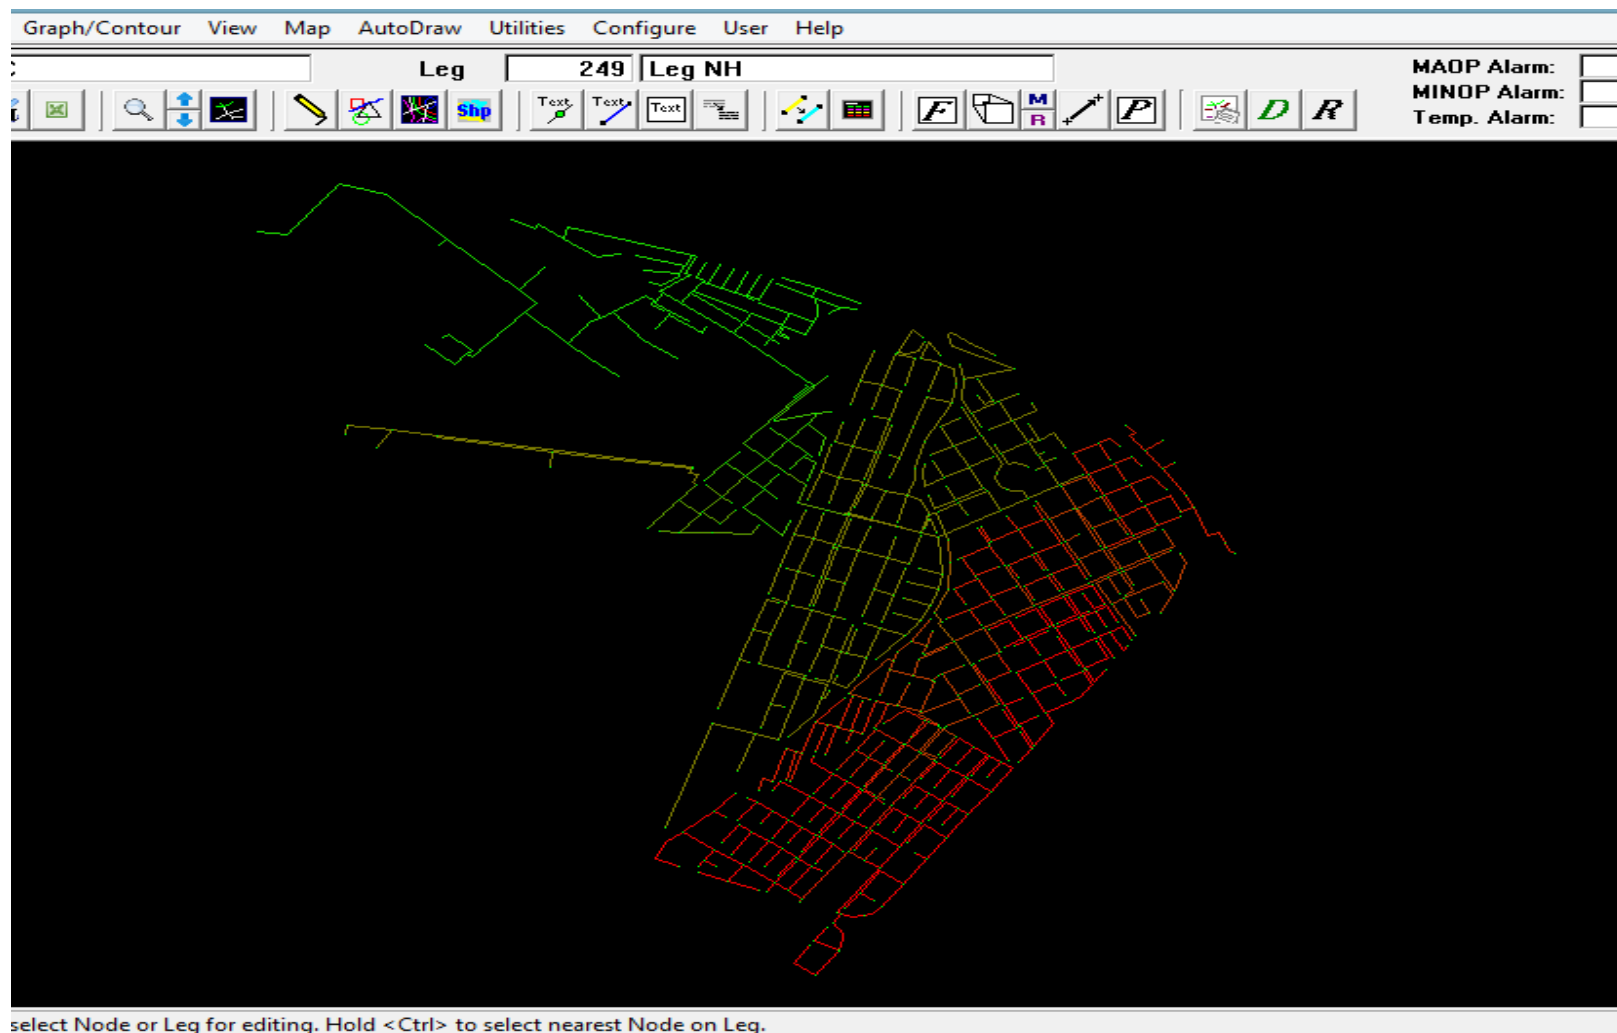 Graph/Contour View Map AutoDraw Utilities Configure User Help
Leg 249 Leg NH
MAOP Alarm:
MINOP Alarm:
Temp. Alarm:
Shp Text Text Text F M R P D R
select Node or Leg for editing. Hold <Ctrl> to select nearest Node on Leg.